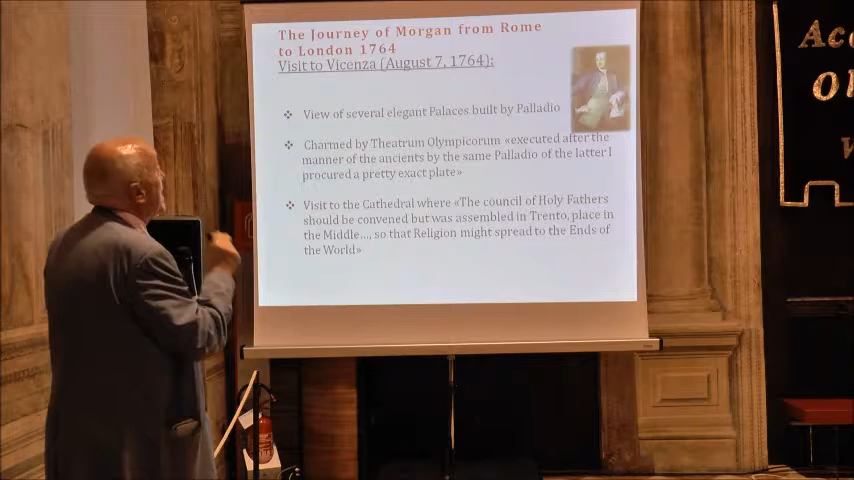 The Journey of Morgan from Rome
to London 1764
Visit to Vicenza (August 7, 1764):
❖ View of several elegant Palaces built by Palladio
❖ Charmed by Theatrum Olympicorum «executed after the
manner of the ancients by the same Palladio of the latter I
procured a pretty exact plate»
❖ Visit to the Cathedral where «The council of Holy Fathers
should be convened but was assembled in Trento, place in
the Middle..., so that Religion might spread to the Ends of
the World»